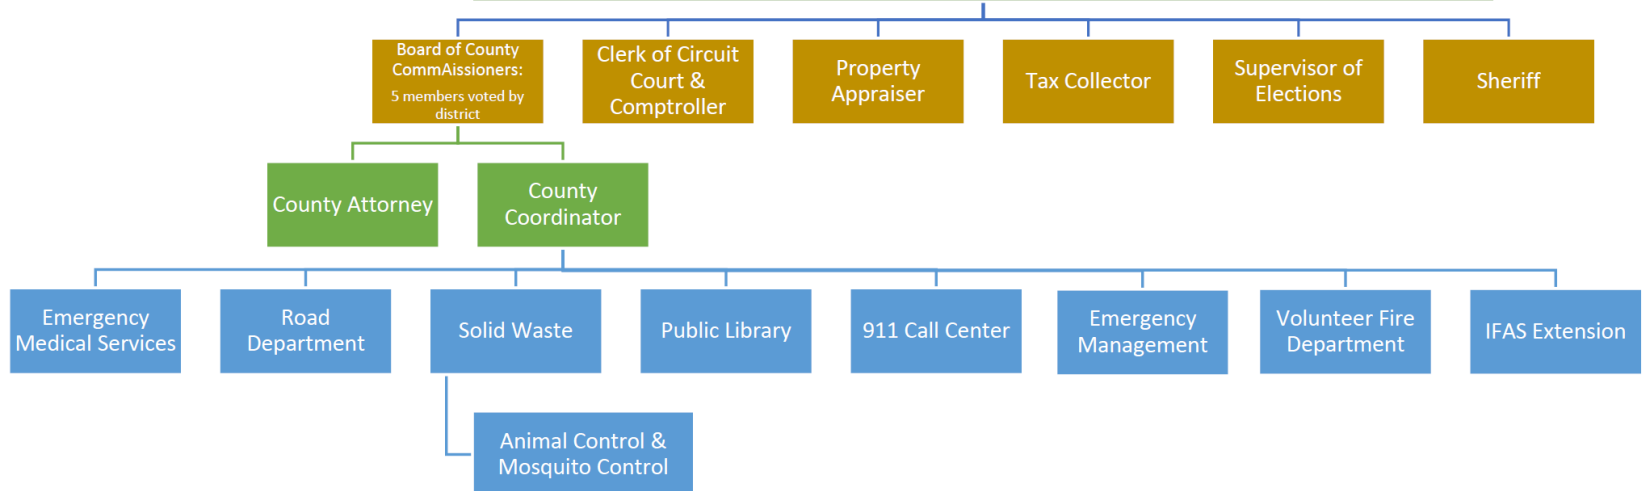 Board of County
CommAissioners:
5 members voted by
district
Clerk of Circuit
Court &
Comptroller
Property
Appraiser
Tax Collector
Supervisor of
Elections
Sheriff
County Attorney
County
Coordinator
Emergency
Medical Services
Road
Department
Solid Waste
Public Library
911 Call Center
Emergency
Management
Volunteer Fire
Department
IFAS Extension
Animal Control &
Mosquito Control